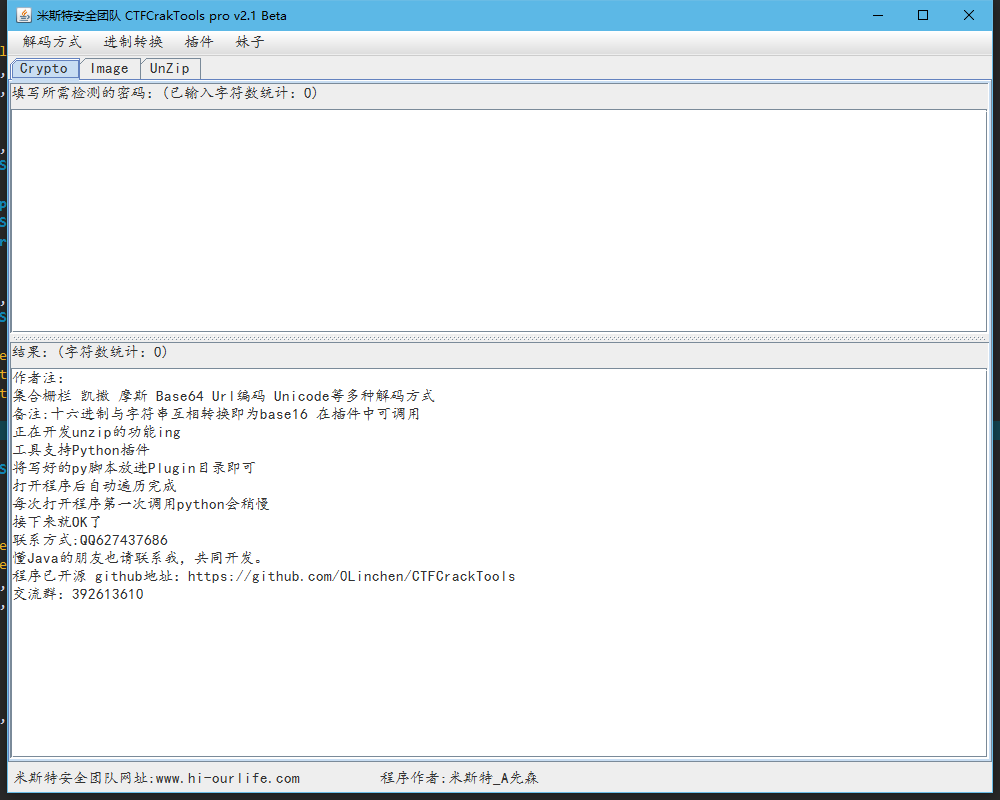 米斯特安全团队 CTFCrakTools pro v2.1 Beta
解码方式 进制转换 插件 妹子
Crypto Image UnZip
填写所需检测的密码：(已输入字符数统计：0)
结果：(字符数统计：0)
作者注：
集合栅栏 凯撒 摩斯 Base64 Url编码 Unicode等多种解码方式
备注:十六进制与字符串互相转换即为base16 在插件中可调用
正在开发unzip的功能ing
工具支持Python插件
将写好的py脚本放进Plugin目录即可
打开程序后自动遍历完成
每次打开程序第一次调用python会稍慢
接下来就OK了
联系方式:QQ627437686
懂Java的朋友也请联系我，共同开发。
程序已开源 github地址：https://github.com/0Linchen/CTFCrackTools
交流群：392613610
米斯特安全团队网址:www.hi-ourlife.com 程序作者:米斯特_A先森